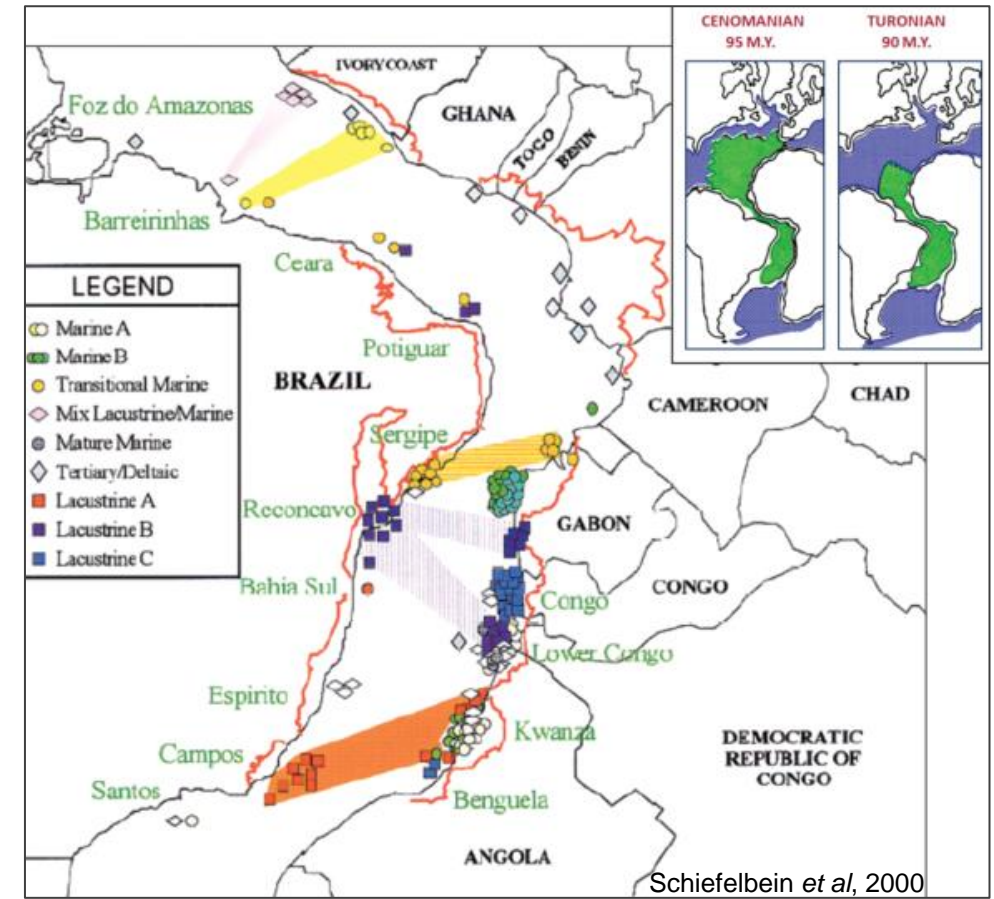 CENOMANIAN
95 M.Y.
TURONIAN
90 M.Y.
IVORY COAST
Foz do Amazonas
GHANA
TOGO
BENIN
Barreirinhas
Ceara
LEGEND
Marine A
Marine B
Transitional Marine
Mix Lacustrine/Marine
Mature Marine
Tertiary/Deltaic
Lacustrine A
Lacustrine B
Lacustrine C
Potiguar
BRAZIL
CAMEROON
CHAD
Sergipe
Reconcavo
GABON
Bahia Sul
Congo
CONGO
Lower Congo
Espirito
Kwanza
Campos
DEMOCRATIC
REPUBLIC OF
CONGO
Santos
Benguela
ANGOLA
Schiefelbein et al, 2000